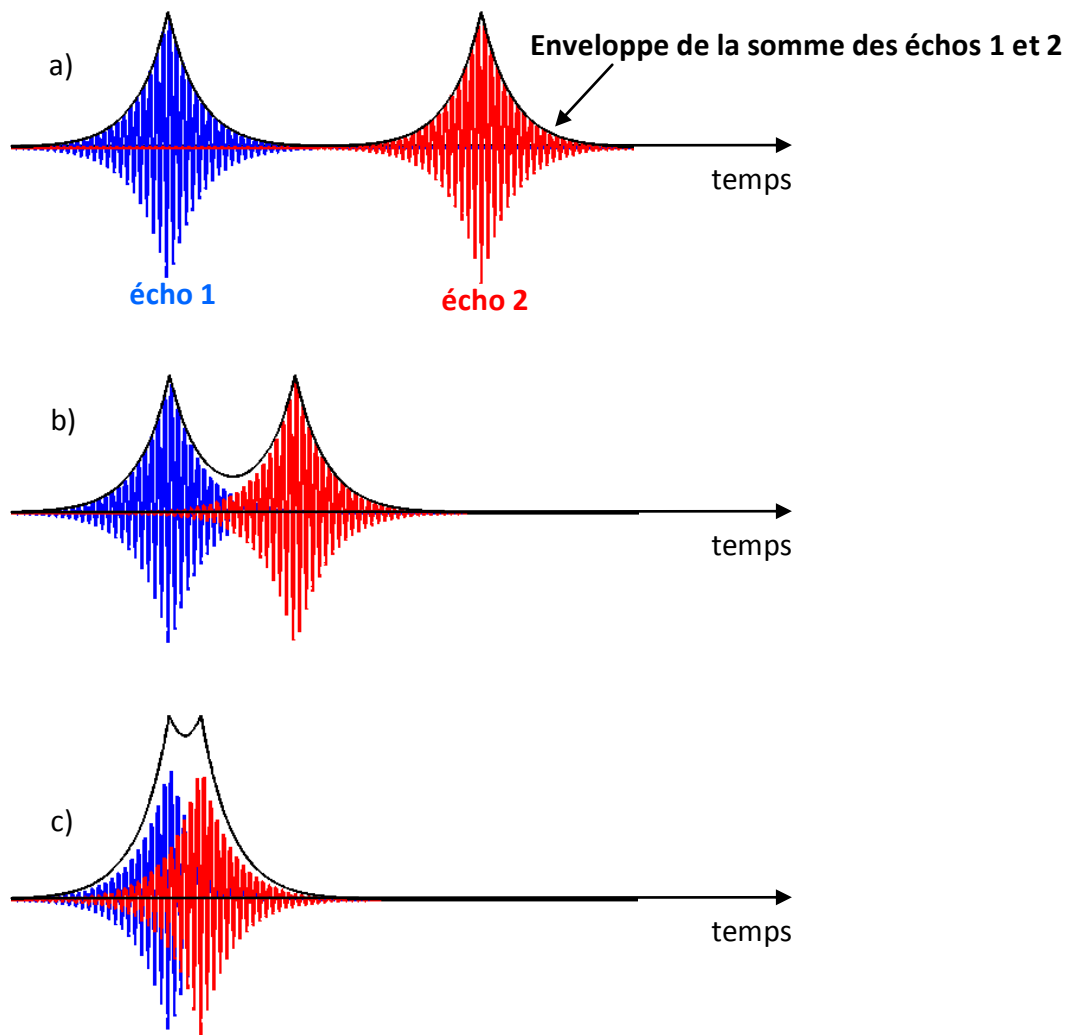 Enveloppe de la somme des échos 1 et 2
a)
temps
écho 1
écho 2
b)
temps
c)
temps